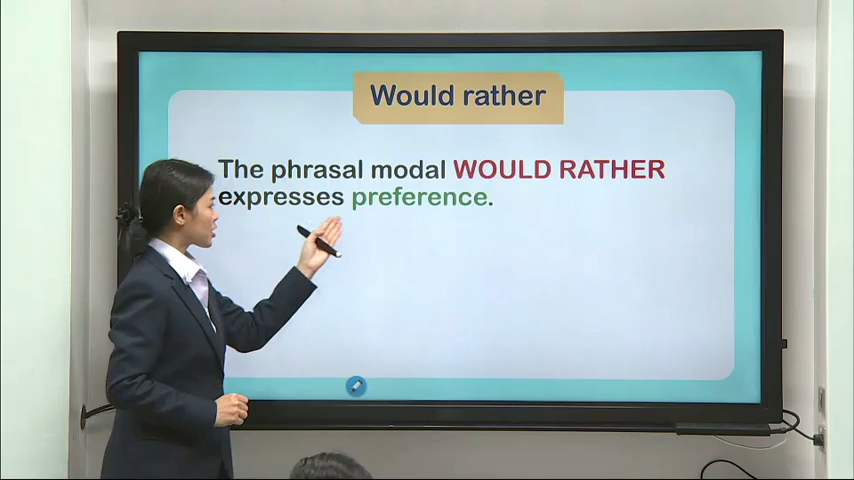 Would rather
The phrasal modal WOULD RATHER
expresses preference.